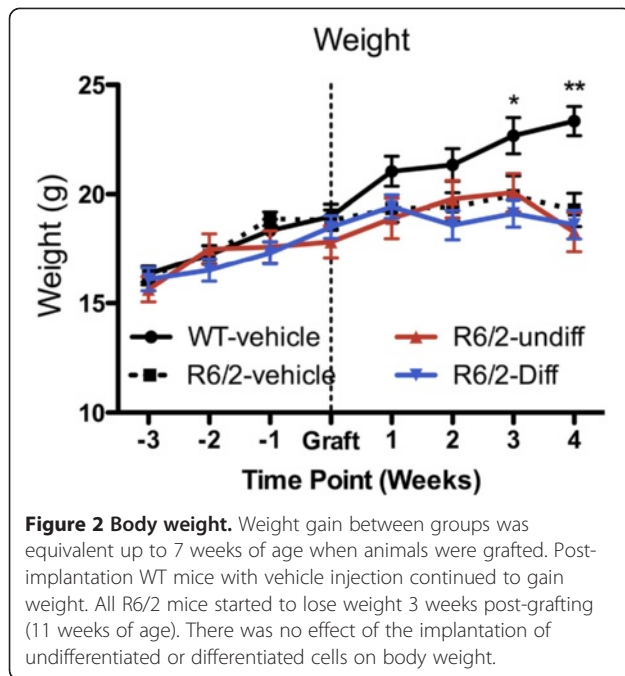 Weight
* **
25
20
15
10
Weight (g)
WT-vehicle R6/2-undiff
R6/2-vehicle R6/2-Diff
-3 -2 -1 Graft 1 2 3 4
Time Point (Weeks)
Figure 2 Body weight. Weight gain between groups was
equivalent up to 7 weeks of age when animals were grafted. Post-
implantation WT mice with vehicle injection continued to gain
weight. All R6/2 mice started to lose weight 3 weeks post-grafting
(11 weeks of age). There was no effect of the implantation of
undifferentiated or differentiated cells on body weight.